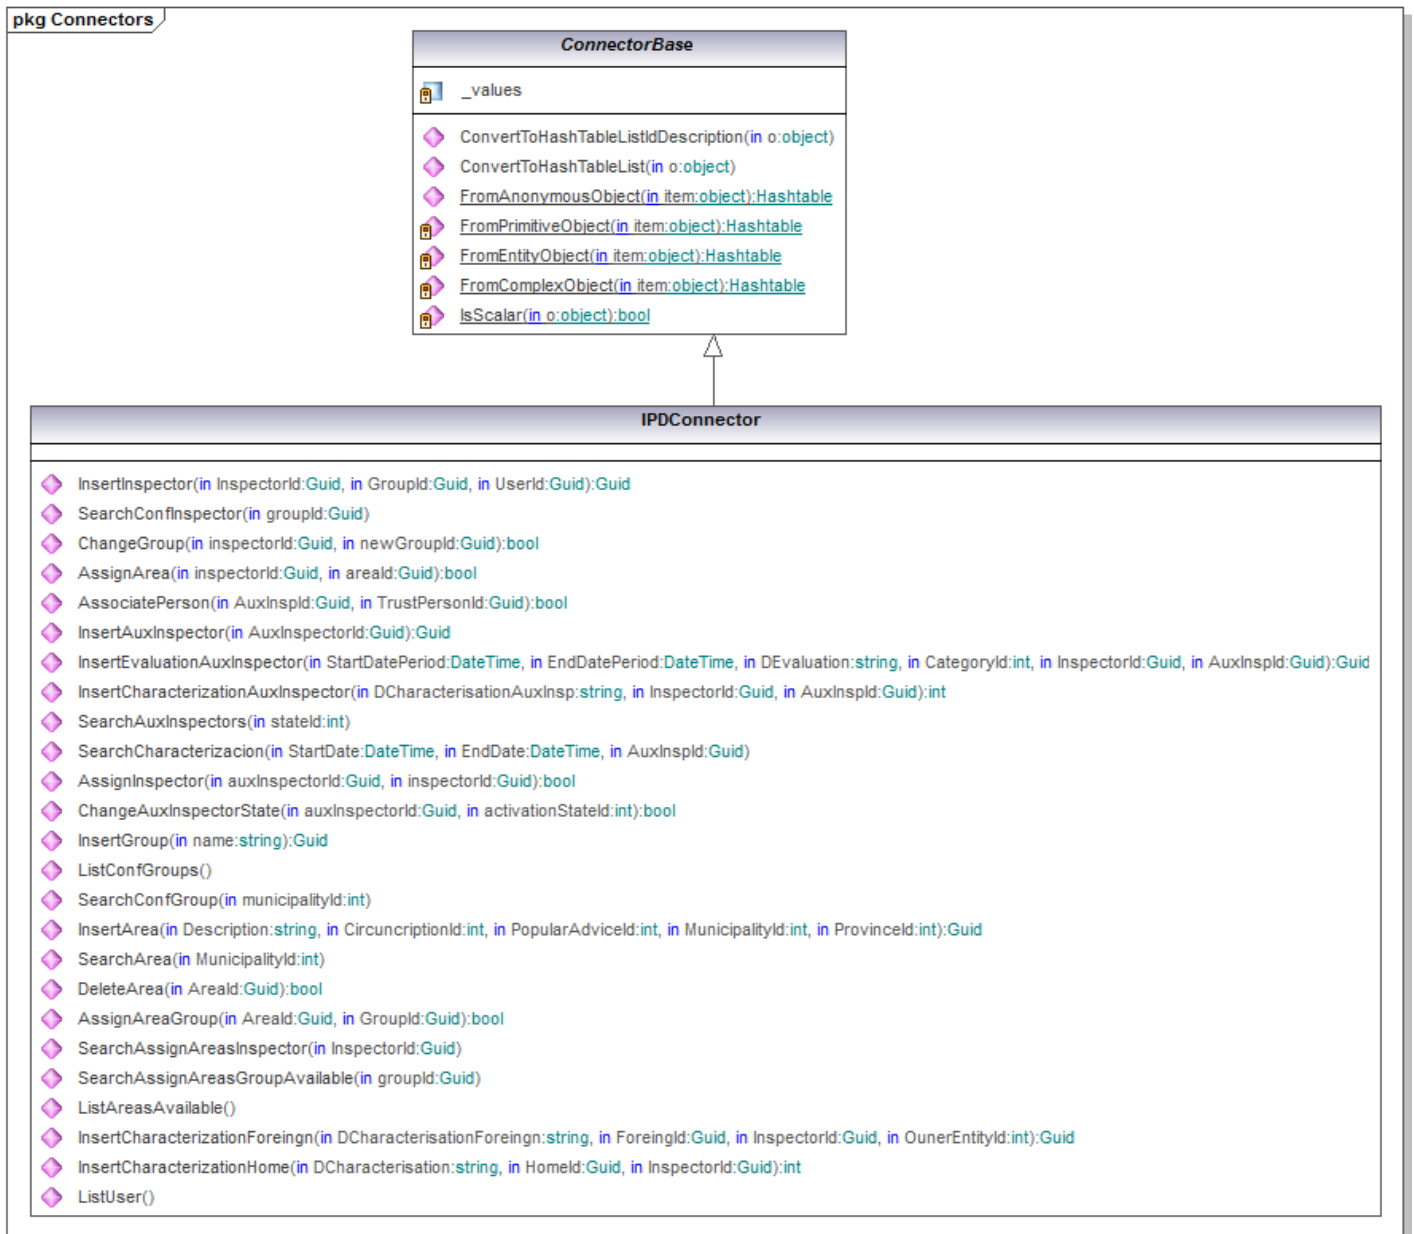 pkg Connectors
ConnectorBase
_values
ConvertToHashTableListIdDescription(in o:object)
ConvertToHashTableList(in o:object)
FromAnonymousObject(in item:object):Hashtable
FromPrimitiveObject(in item:object):Hashtable
FromEntityObject(in item:object):Hashtable
FromComplexObject(in item:object):Hashtable
IsScalar(in o:object):bool
IPDConnector
InsertInspector(in InspectorId:Guid, in GroupId:Guid, in UserId:Guid):Guid
SearchConfInspector(in groupId:Guid)
ChangeGroup(in inspectorId:Guid, in newGroupId:Guid):bool
AssignArea(in inspectorId:Guid, in areaId:Guid):bool
AssociatePerson(in AuxInspId:Guid, in TrustPersonId:Guid):bool
InsertAuxInspector(in AuxInspectorId:Guid):Guid
InsertEvaluationAuxInspector(in StartDatePeriod:DateTime, in EndDatePeriod:DateTime, in DEvaluation:string, in CategoryId:int, in InspectorId:Guid, in AuxInspId:Guid):Guid
InsertCharacterizationAuxInspector(in DCharacterisationAuxInsp:string, in InspectorId:Guid, in AuxInspId:Guid):int
SearchAuxInspectors(in stateId:int)
SearchCharacterizacion(in StartDate:DateTime, in EndDate:DateTime, in AuxInspId:Guid)
AssignInspector(in auxInspectorId:Guid, in inspectorId:Guid):bool
ChangeAuxInspectorState(in auxInspectorId:Guid, in activationStateId:int):bool
InsertGroup(in name:string):Guid
ListConfGroups()
SearchConfGroup(in municipalityId:int)
InsertArea(in Description:string, in CircuncriptionId:int, in PopularAdviceId:int, in MunicipalityId:int, in ProvinceId:int):Guid
SearchArea(in MunicipalityId:int)
DeleteArea(in AreaId:Guid):bool
AssignAreaGroup(in AreaId:Guid, in GroupId:Guid):bool
SearchAssignAreasInspector(in InspectorId:Guid)
SearchAssignAreasGroupAvailable(in groupId:Guid)
ListAreasAvailable()
InsertCharacterizationForeingn(in DCharacterisationForeingn:string, in ForeingId:Guid, in InspectorId:Guid, in OunerEntityId:int):Guid
InsertCharacterizationHome(in DCharacterisation:string, in HomeId:Guid, in InspectorId:Guid):int
ListUser()